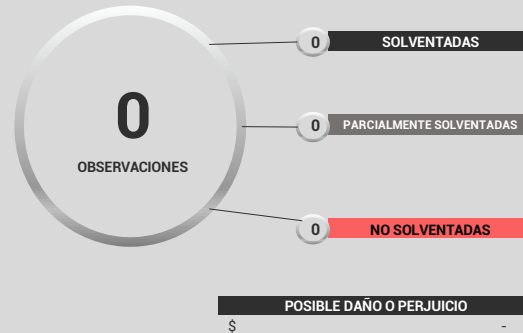 0
OBSERVACIONES
0 SOLVENTADAS
0 PARCIALMENTE SOLVENTADAS
0 NO SOLVENTADAS
POSIBLE DAÑO O PERJUICIO
$ -